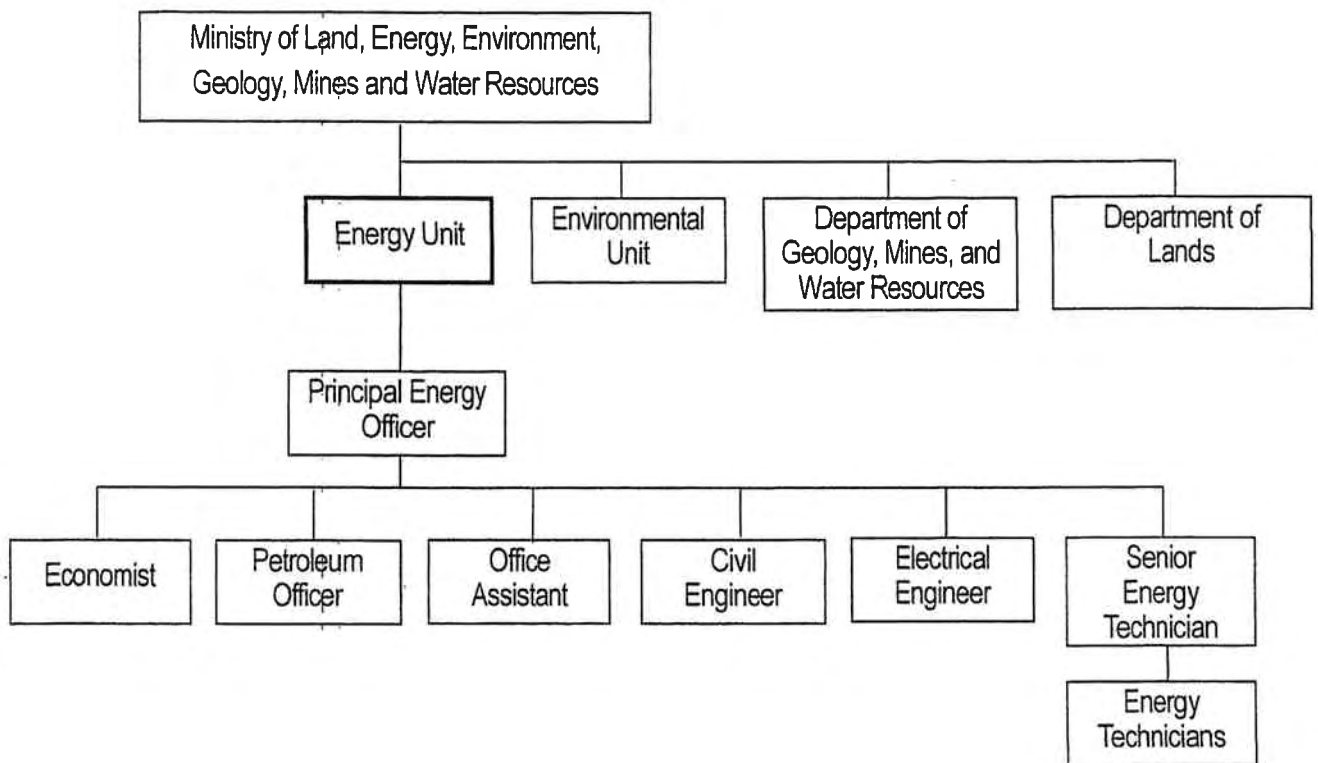 Ministry of Land, Energy, Environment,
Geology, Mines and Water Resources
Energy Unit
Environmental
Unit
Department of
Geology, Mines, and
Water Resources
Department of
Lands
Principal Energy
Officer
Economist
Petroleum
Officer
Office
Assistant
Civil
Engineer
Electrical
Engineer
Senior
Energy
Technician
Energy
Technicians